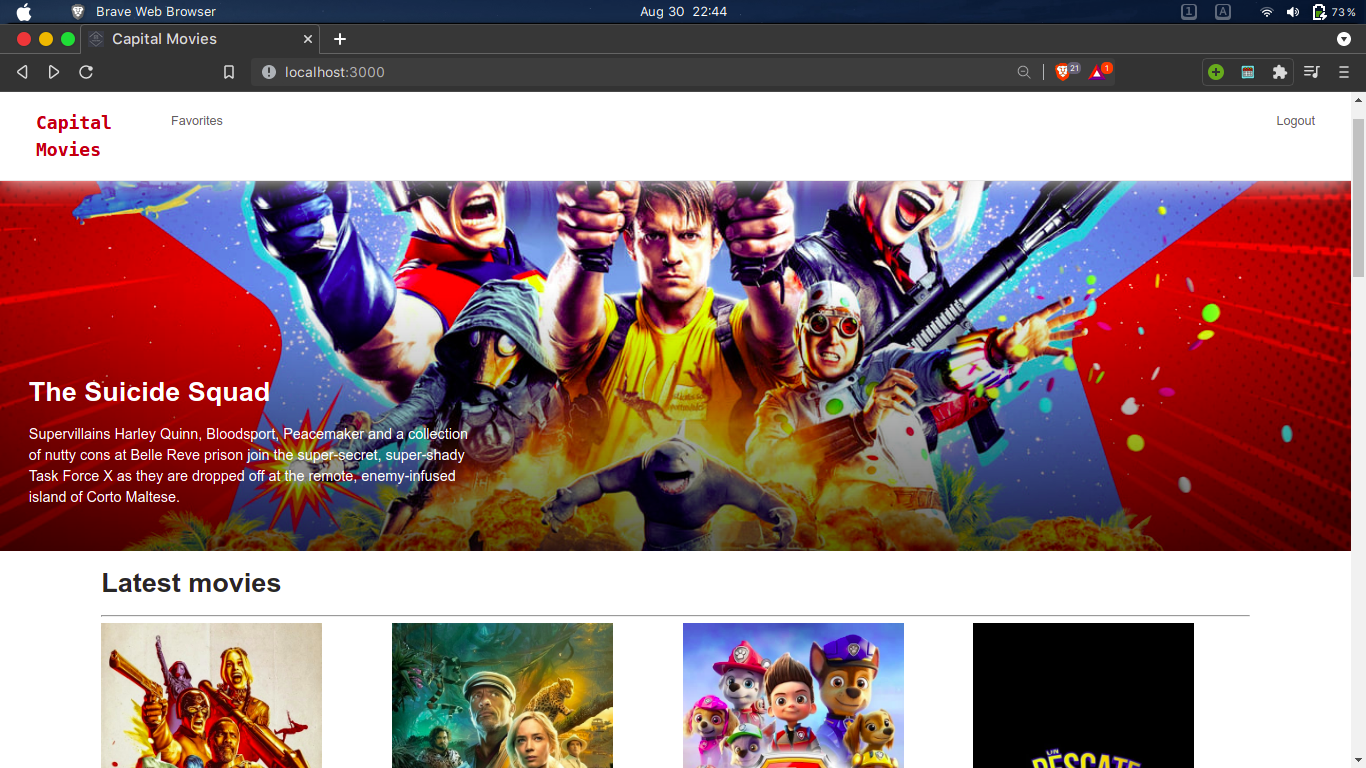 Brave Web Browser
Aug 30 22:44
1
A
73 %
Capital Movies
localhost:3000
21
1
Capital
Movies
Favorites
Logout
The Suicide Squad
Supervillains Harley Quinn, Bloodsport, Peacemaker and a collection
of nutty cons at Belle Reve prison join the super-secret, super-shady
Task Force X as they are dropped off at the remote, enemy-infused
island of Corto Maltese.
Latest movies
UN
RESCATE